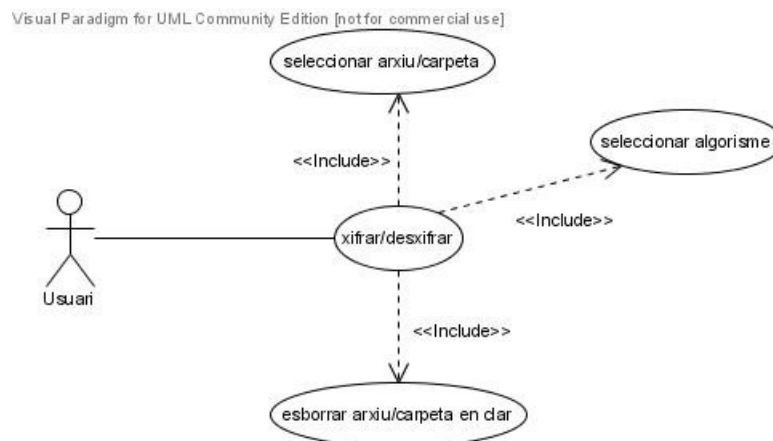 Visual Paradigm for UML Community Edition [not for commercial use]
seleccionar arxiu/carpeta
seleccionar algorisme
<<Include>>
<<Include>>
xifrar/desxifrar
Usuari
<<Include>>
esborrar arxiu/carpeta en clar